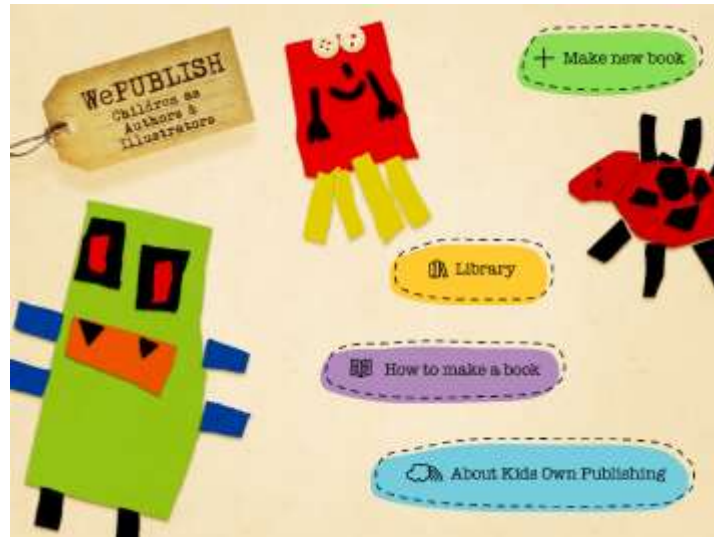 WePUBLISH
Children as
Authors &
Illustrators
Make new book
Library
How to make a book
About Kids Own Publishing